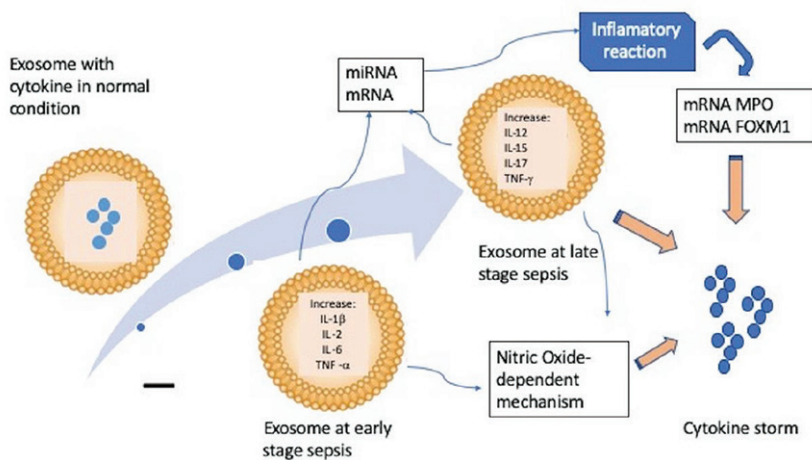 Exosome with
cytokine in normal
condition
miRNA
mRNA
Inflamatory
reaction
mRNA MPO
mRNA FOXM1
Increase:
IL-12
IL-15
IL-17
TNF-γ
Exosome at late
stage sepsis
Increase:
IL-1β
IL-2
IL-6
TNF -α
Exosome at early
stage sepsis
Nitric Oxide-
dependent
mechanism
Cytokine storm